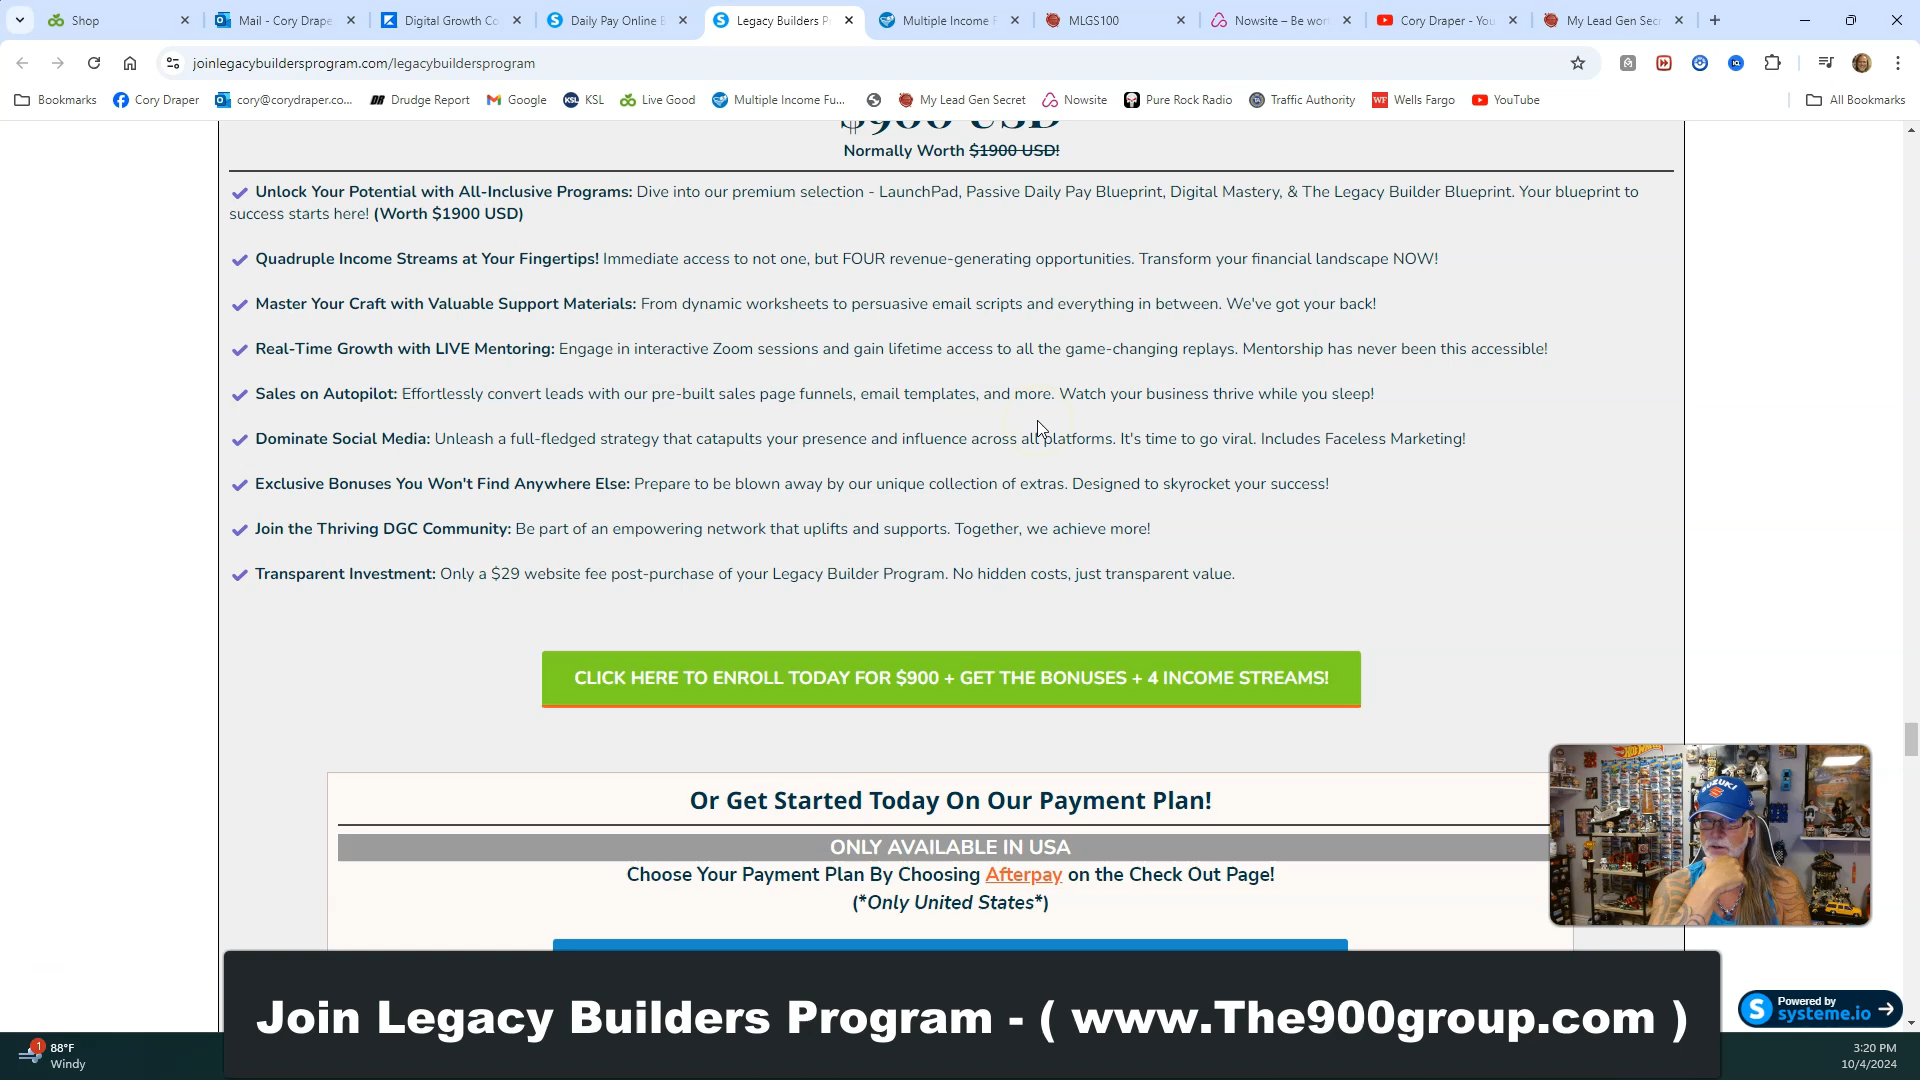 Shop
Mail - Cory Drape
Digital Growth Co
Daily Pay Online B
Legacy Builders P
Multiple Income F
MLGS100
Nowsite – Be wor
Cory Draper - You
My Lead Gen Sec
joinlegacybuildersprogram.com/legacybuildersprogram
Bookmarks
Cory Draper
cory@corydraper.co...
Drudge Report
Google
KSL
Live Good
Multiple Income Fu...
My Lead Gen Secret
Nowsite
Pure Rock Radio
Traffic Authority
Wells Fargo
YouTube
All Bookmarks
$900 USD
Normally Worth $1900 USD!
Unlock Your Potential with All-Inclusive Programs: Dive into our premium selection - LaunchPad, Passive Daily Pay Blueprint, Digital Mastery, & The Legacy Builder Blueprint. Your blueprint to
success starts here! (Worth $1900 USD)
Quadruple Income Streams at Your Fingertips! Immediate access to not one, but FOUR revenue-generating opportunities. Transform your financial landscape NOW!
Master Your Craft with Valuable Support Materials: From dynamic worksheets to persuasive email scripts and everything in between. We've got your back!
Real-Time Growth with LIVE Mentoring: Engage in interactive Zoom sessions and gain lifetime access to all the game-changing replays. Mentorship has never been this accessible!
Sales on Autopilot: Effortlessly convert leads with our pre-built sales page funnels, email templates, and more. Watch your business thrive while you sleep!
Dominate Social Media: Unleash a full-fledged strategy that catapults your presence and influence across all platforms. It's time to go viral. Includes Faceless Marketing!
Exclusive Bonuses You Won't Find Anywhere Else: Prepare to be blown away by our unique collection of extras. Designed to skyrocket your success!
Join the Thriving DGC Community: Be part of an empowering network that uplifts and supports. Together, we achieve more!
Transparent Investment: Only a $29 website fee post-purchase of your Legacy Builder Program. No hidden costs, just transparent value.
CLICK HERE TO ENROLL TODAY FOR $900 + GET THE BONUSES + 4 INCOME STREAMS!
Or Get Started Today On Our Payment Plan!
ONLY AVAILABLE IN USA
Choose Your Payment Plan By Choosing Afterpay on the Check Out Page!
(*Only United States*)
HOT WHEELS
SUZUKI
Join Legacy Builders Program - ( www.The900group.com )
Powered by
systeme.io
1
88°F
Windy
3:20 PM
10/4/2024